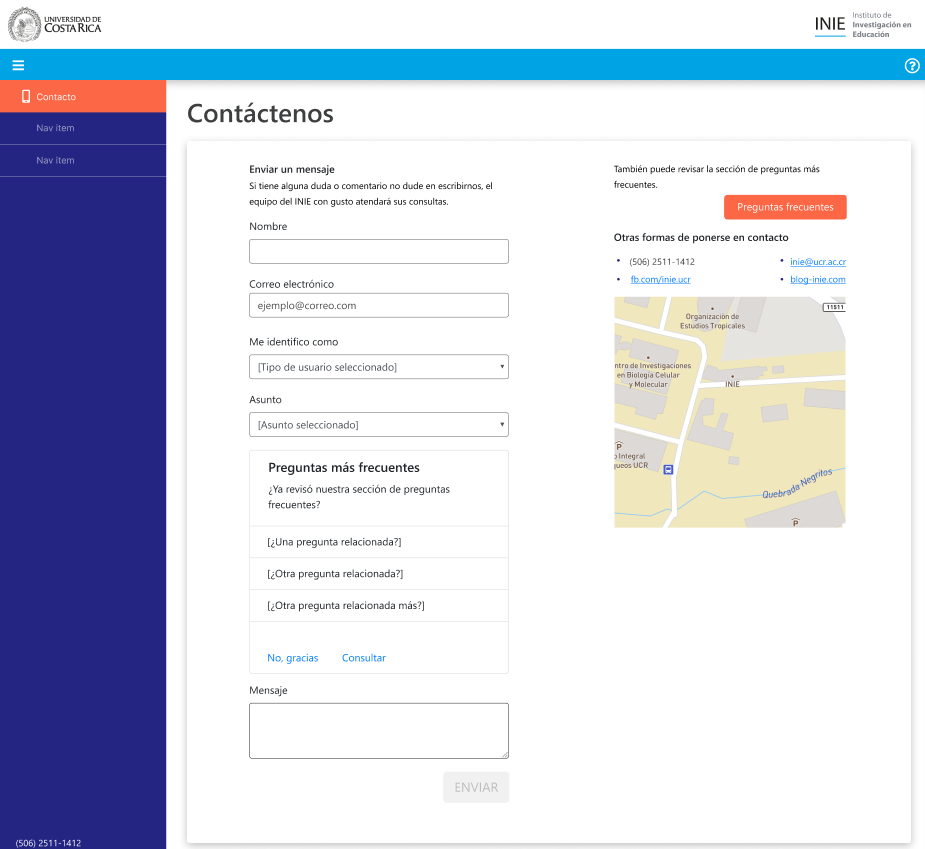 UNIVERSIDAD DE
COSTA RICA
INIE
Instituto de
Investigación en
Educación
Contacto
Nav item
Nav item
(506) 2511-1412
Contáctenos
Enviar un mensaje
Si tiene alguna duda o comentario no dude en escribirnos, el
equipo del INIE con gusto atendará sus consultas.
Nombre
Correo electrónico
ejemplo@correo.com
Me identifico como
[Tipo de usuario seleccionado]
Asunto
[Asunto seleccionado]
Preguntas más frecuentes
¿Ya revisó nuestra sección de preguntas
frecuentes?
[¿Una pregunta relacionada?]
[¿Otra pregunta relacionada?]
[¿Otra pregunta relacionada más?]
No, gracias
Consultar
Mensaje
ENVIAR
También puede revisar la sección de preguntas más
frecuentes.
Preguntas frecuentes
Otras formas de ponerse en contacto
(506) 2511-1412
inie@ucr.ac.cr
fb.com/inie.ucr
blog-inie.com
11811
Organización de
Estudios Tropicales
ntro de Investigaciones
en Biología Celular
y Molecular
INIE
P
o Integral
queos UCR
Quebrada Negritos
P